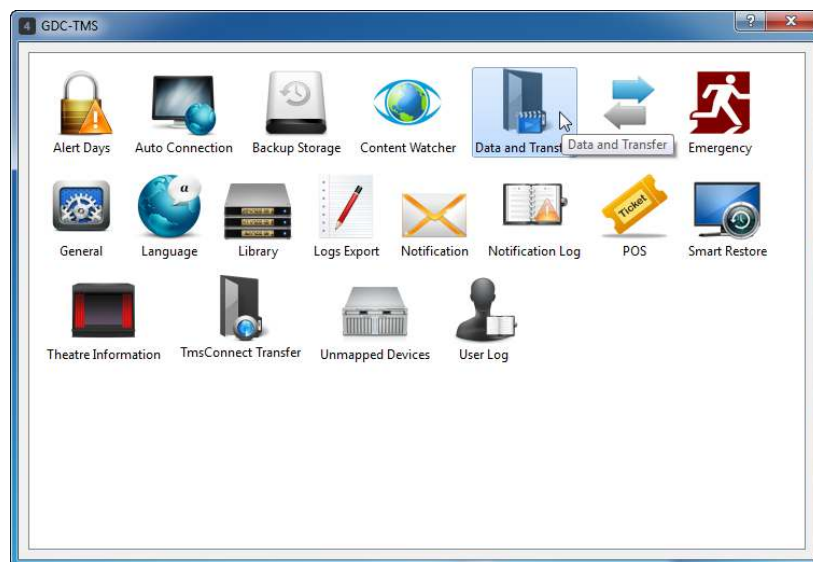 4 GDC-TMS
Alert Days Auto Connection Backup Storage Content Watcher Data and Transf Data and Transfer Emergency
a
General Language Library Logs Export Notification Notification Log POS Smart Restore
Ticket
Theatre Information TmsConnect Transfer Unmapped Devices User Log